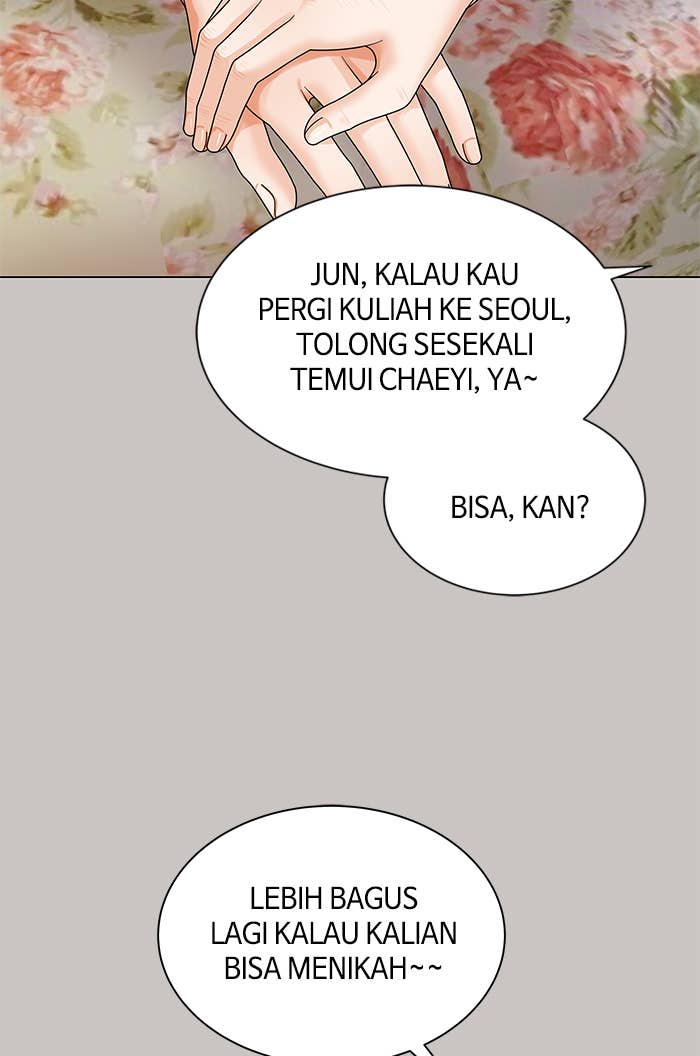 JUN, KALAU KAU
PERGI KULIAH KE SEOUL,
TOLONG SESEKALI
TEMUI CHAEYI, YA~
BISA, KAN?
LEBIH BAGUS
LAGI KALAU KALIAN
BISA MENIKAH~~